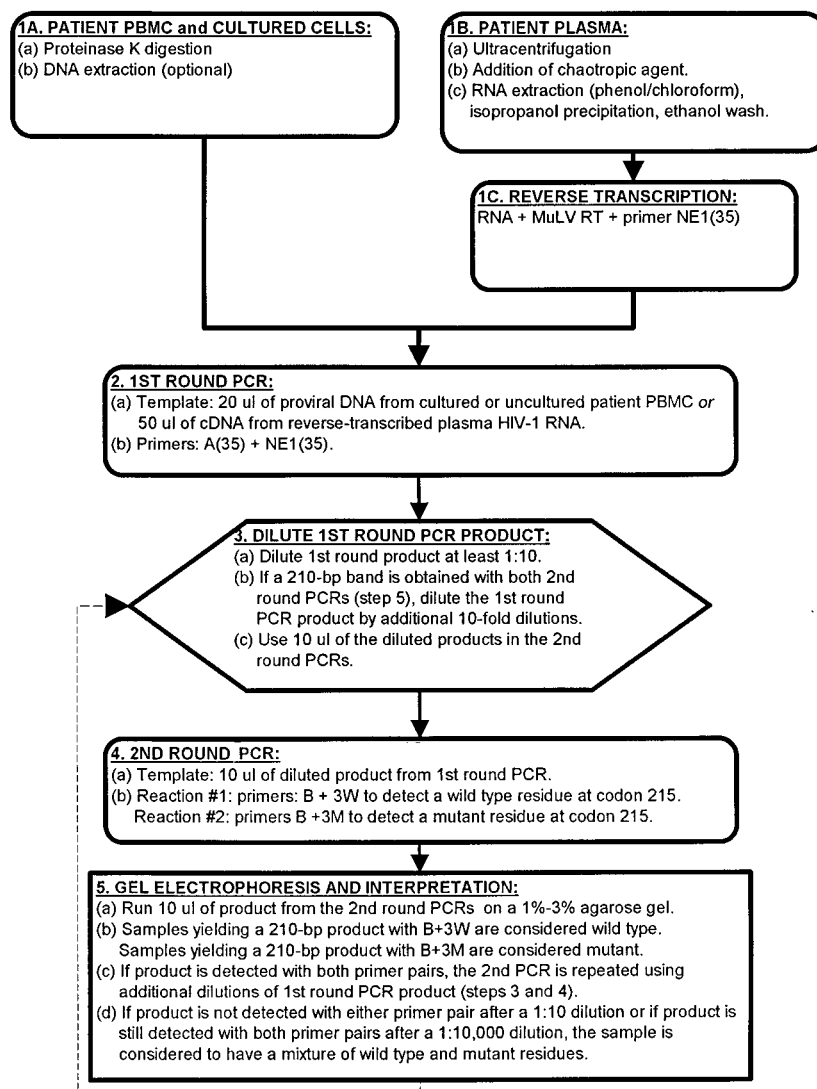 1A. PATIENT PBMC and CULTURED CELLS:
(a) Proteinase K digestion
(b) DNA extraction (optional)
1B. PATIENT PLASMA:
(a) Ultracentrifugation
(b) Addition of chaotropic agent.
(c) RNA extraction (phenol/chloroform),
isopropanol precipitation, ethanol wash.
1C. REVERSE TRANSCRIPTION:
RNA + MuLV RT + primer NE1(35)
2. 1ST ROUND PCR:
(a) Template: 20 ul of proviral DNA from cultured or uncultured patient PBMC or
50 ul of cDNA from reverse-transcribed plasma HIV-1 RNA.
(b) Primers: A(35) + NE1(35).
3. DILUTE 1ST ROUND PCR PRODUCT:
(a) Dilute 1st round product at least 1:10.
(b) If a 210-bp band is obtained with both 2nd
round PCRs (step 5), dilute the 1st round
PCR product by additional 10-fold dilutions.
(c) Use 10 ul of the diluted products in the 2nd
round PCRs.
4. 2ND ROUND PCR:
(a) Template: 10 ul of diluted product from 1st round PCR.
(b) Reaction #1: primers: B + 3W to detect a wild type residue at codon 215.
Reaction #2: primers B +3M to detect a mutant residue at codon 215.
5. GEL ELECTROPHORESIS AND INTERPRETATION:
(a) Run 10 ul of product from the 2nd round PCRs on a 1%-3% agarose gel.
(b) Samples yielding a 210-bp product with B+3W are considered wild type.
Samples yielding a 210-bp product with B+3M are considered mutant.
(c) If product is detected with both primer pairs, the 2nd PCR is repeated using
additional dilutions of 1st round PCR product (steps 3 and 4).
(d) If product is not detected with either primer pair after a 1:10 dilution or if product is
still detected with both primer pairs after a 1:10,000 dilution, the sample is
considered to have a mixture of wild type and mutant residues.